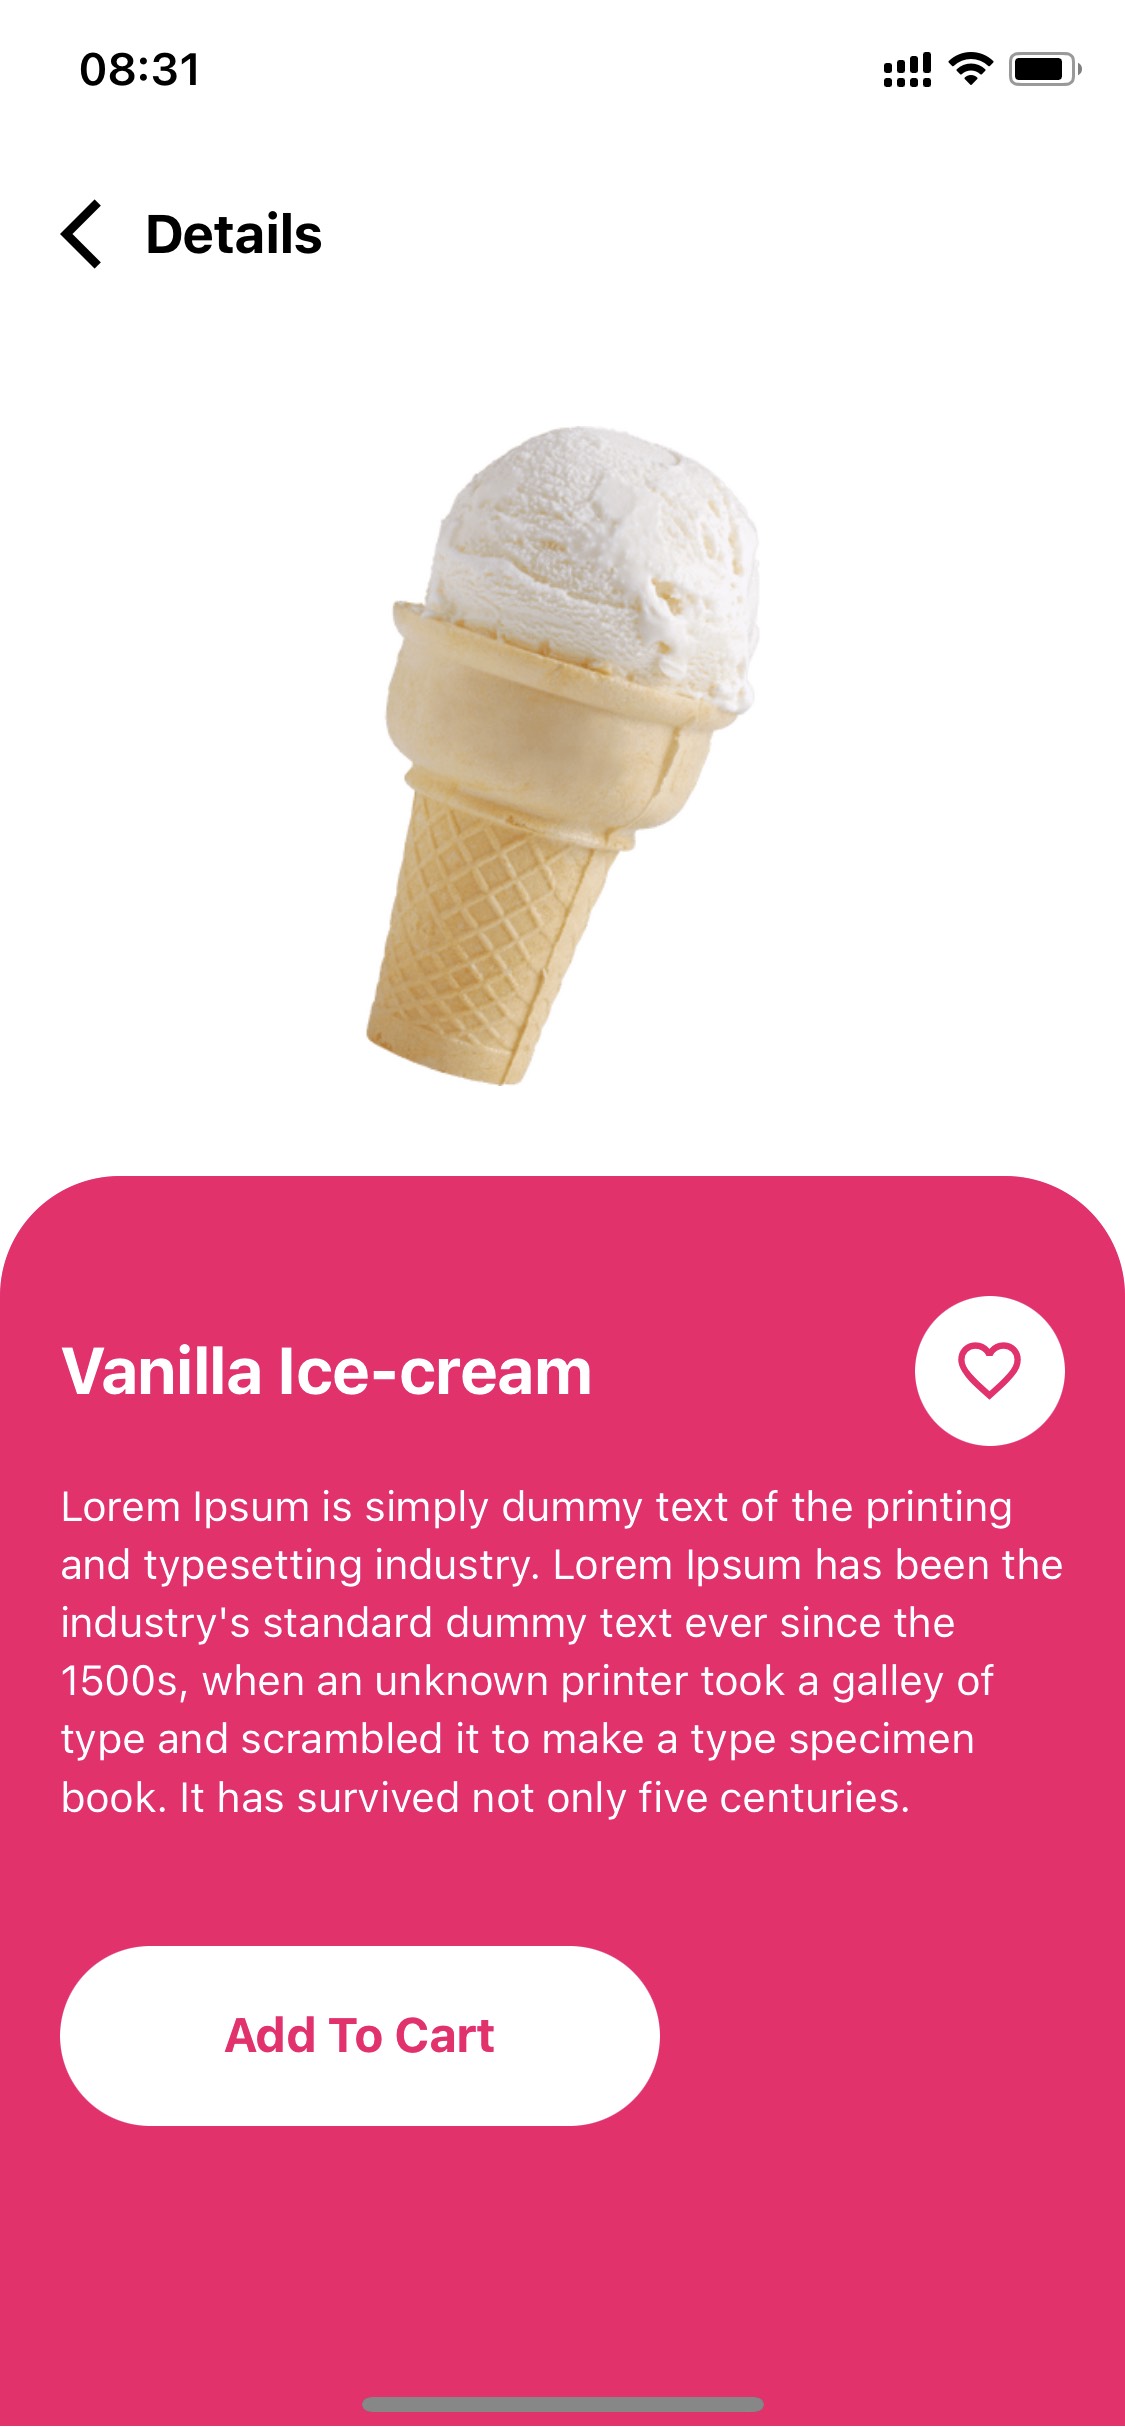 08:31
Details
Vanilla Ice-cream
Lorem Ipsum is simply dummy text of the printing
and typesetting industry. Lorem Ipsum has been the
industry's standard dummy text ever since the
1500s, when an unknown printer took a galley of
type and scrambled it to make a type specimen
book. It has survived not only five centuries.
Add To Cart